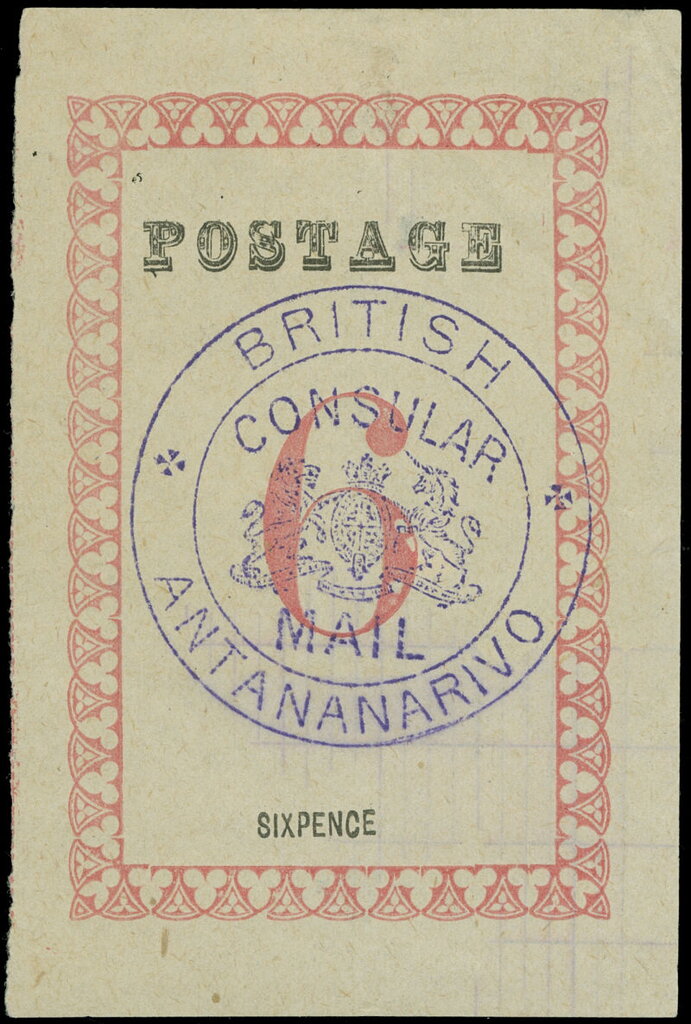 POSTAGE
BRITISH
CONSULAR
6
MAIL
ANTANANARIVO
SIXPENCE